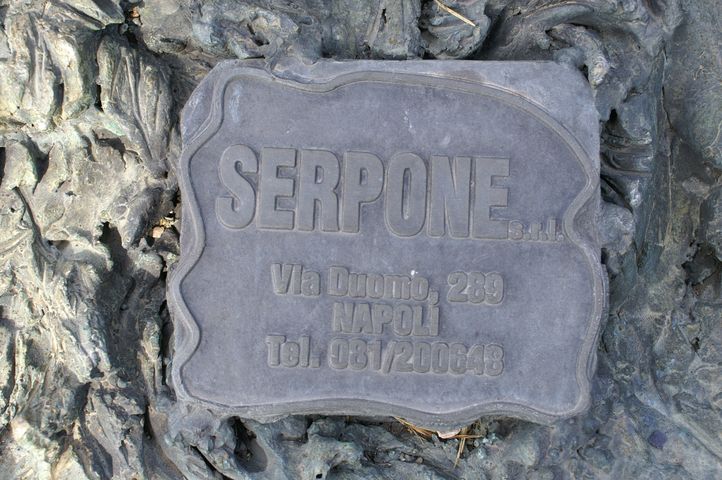 SERPONE s.r.l.
Via Duomo, 289
NAPOLI
Tel. 081/200648